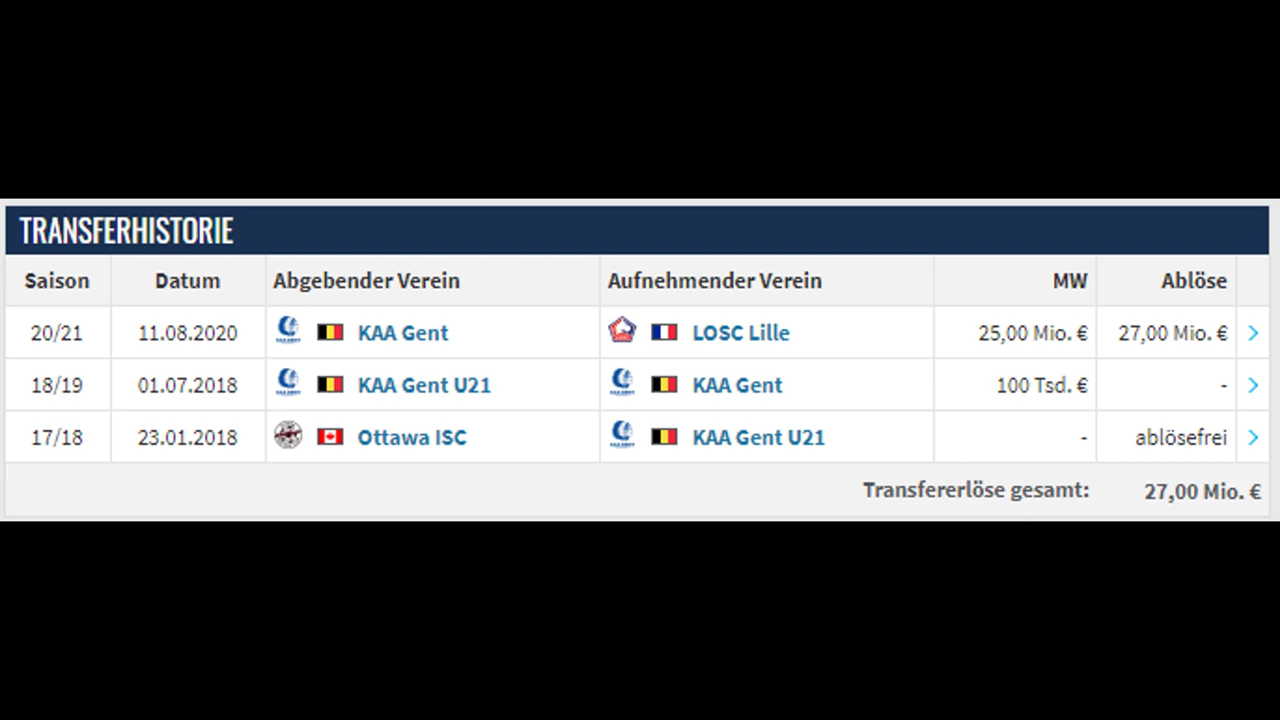 TRANSFERHISTORIE
Saison Datum Abgebender Verein Aufnehmender Verein MW Ablöse
20/21 11.08.2020 KAA Gent LOSC Lille 25,00 Mio. € 27,00 Mio. €
18/19 01.07.2018 KAA Gent U21 KAA Gent 100 Tsd. € -
17/18 23.01.2018 Ottawa ISC KAA Gent U21 - ablösefrei
Transfererlöse gesamt: 27,00 Mio. €